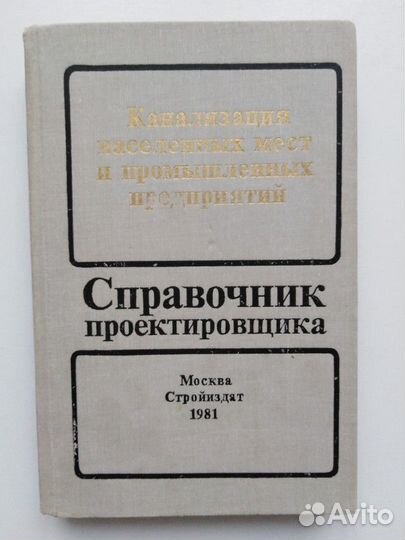 Канализация
населенных мест
и промышленных
предприятий
Справочник
проектировщика
Москва
Стройиздат
1981
Avito